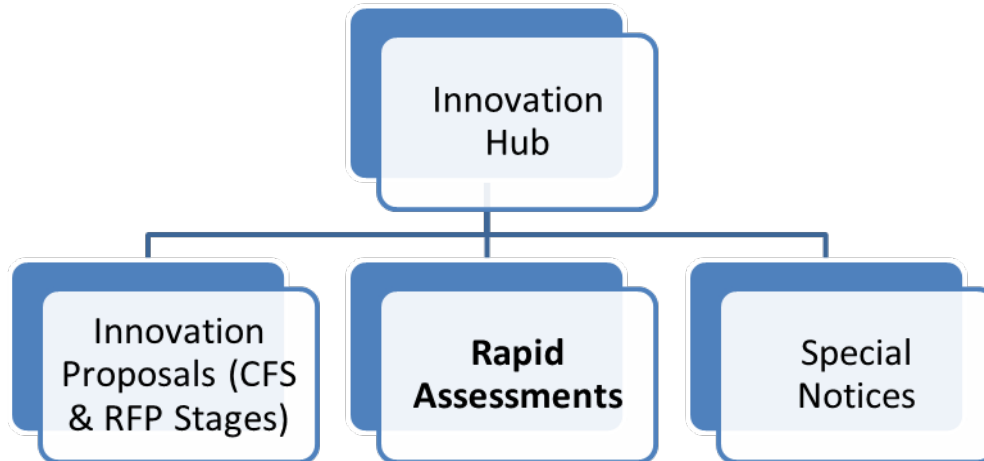 Innovation
Hub
Innovation
Proposals (CFS
& RFP Stages)
Rapid
Assessments
Special
Notices